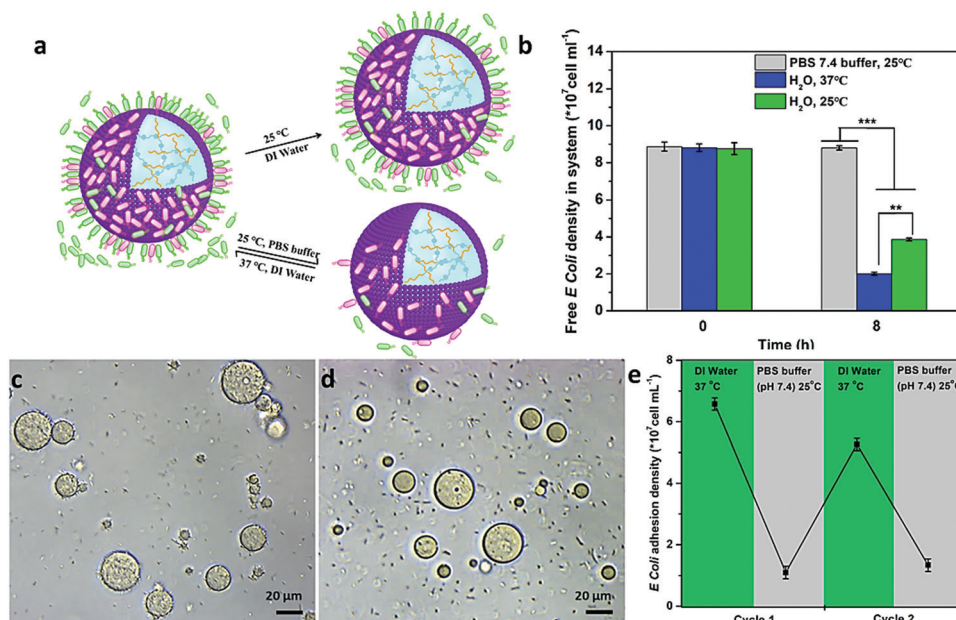 a
25 ℃
DI Water
25 ℃, PBS buffer
37 ℃, DI Water
b
Free E Coli density in system (*10⁷cell ml⁻¹)
14
12
10
8
6
4
2
0
PBS 7.4 buffer, 25℃
H₂O, 37℃
H₂O, 25℃
***
**
0
8
Time (h)
c
20 μm
d
20 μm
e
E Coli adhesion density (*10⁷cell mL⁻¹)
8
6
4
2
0
DI Water
37 °C
PBS buffer
(pH 7.4) 25°C
DI Water
37 °C
PBS buffer
(pH 7.4) 25°C
Cycle 1
Cycle 2